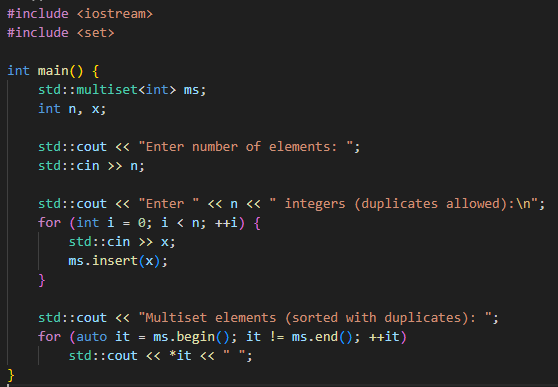 #include <iostream>
#include <set>

int main() {
    std::multiset<int> ms;
    int n, x;

    std::cout << "Enter number of elements: ";
    std::cin >> n;

    std::cout << "Enter " << n << " integers (duplicates allowed):\n";
    for (int i = 0; i < n; ++i) {
        std::cin >> x;
        ms.insert(x);
    }

    std::cout << "Multiset elements (sorted with duplicates): ";
    for (auto it = ms.begin(); it != ms.end(); ++it)
        std::cout << *it << " ";
}